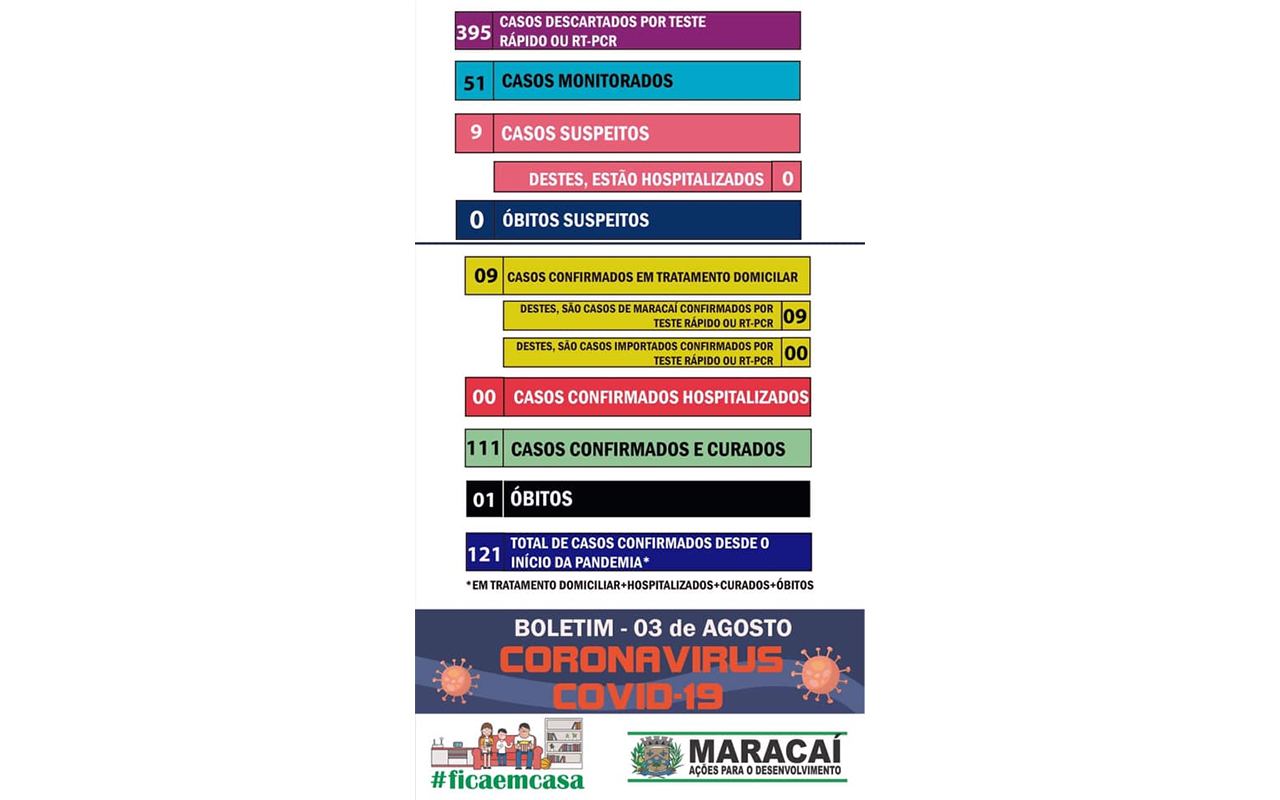 395
CASOS DESCARTADOS POR TESTE
RÁPIDO OU RT-PCR
51 CASOS MONITORADOS
9 CASOS SUSPEITOS
DESTES, ESTÃO HOSPITALIZADOS 0
0 ÓBITOS SUSPEITOS
09 CASOS CONFIRMADOS EM TRATAMENTO DOMICILAR
DESTES, SÃO CASOS DE MARACAÍ CONFIRMADOS POR
TESTE RÁPIDO OU RT-PCR
09
DESTES, SÃO CASOS IMPORTADOS CONFIRMADOS POR
TESTE RÁPIDO OU RT-PCR
00
00 CASOS CONFIRMADOS HOSPITALIZADOS
111 CASOS CONFIRMADOS E CURADOS
01 ÓBITOS
121
TOTAL DE CASOS CONFIRMADOS DESDE O
INÍCIO DA PANDEMIA*
*EM TRATAMENTO DOMICILIAR+HOSPITALIZADOS+CURADOS+ÓBITOS
BOLETIM - 03 de AGOSTO
CORONAVIRUS
COVID-19
#ficaemcasa
MARACAÍ
AÇÕES PARA O DESENVOLVIMENTO